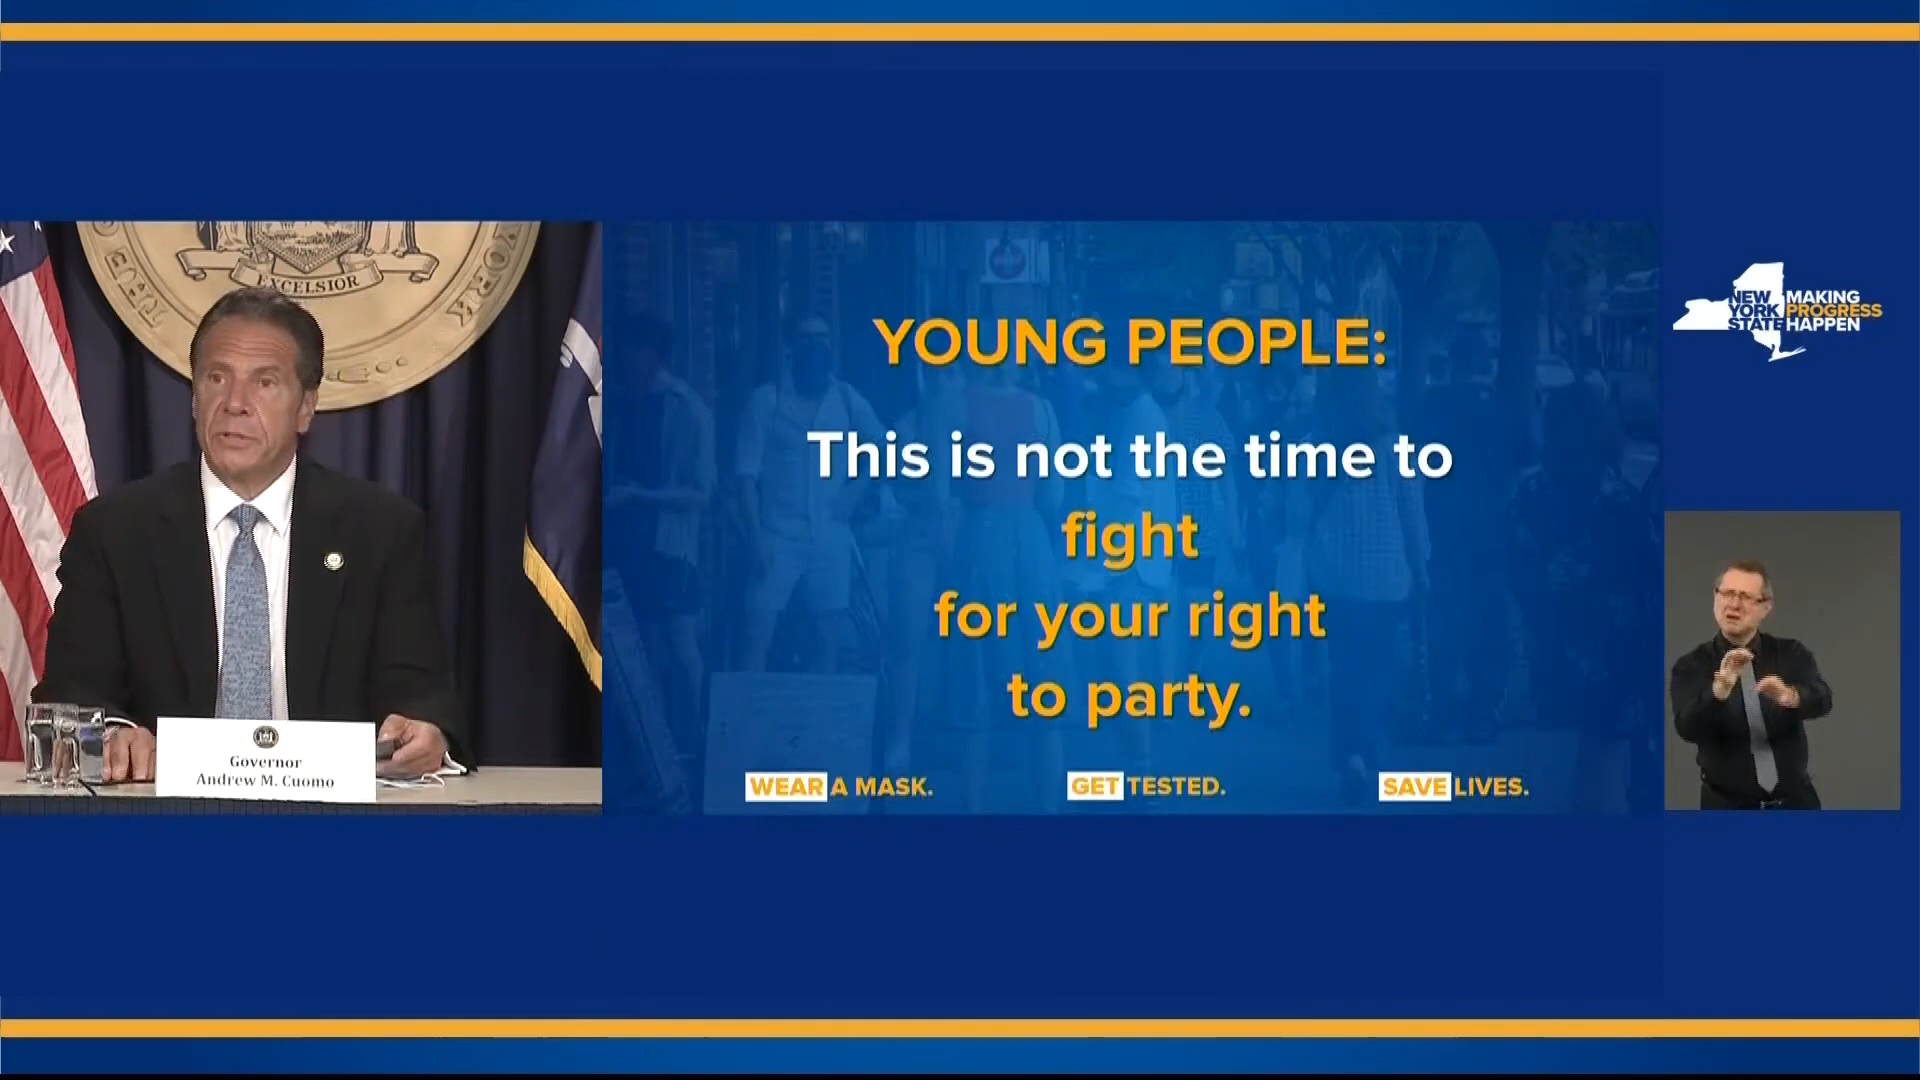 EXCELSIOR
Governor
Andrew M. Cuomo
YOUNG PEOPLE:
This is not the time to
fight
for your right
to party.
WEAR A MASK.
GET TESTED.
SAVE LIVES.
NEW
YORK
STATE
MAKING
PROGRESS
HAPPEN